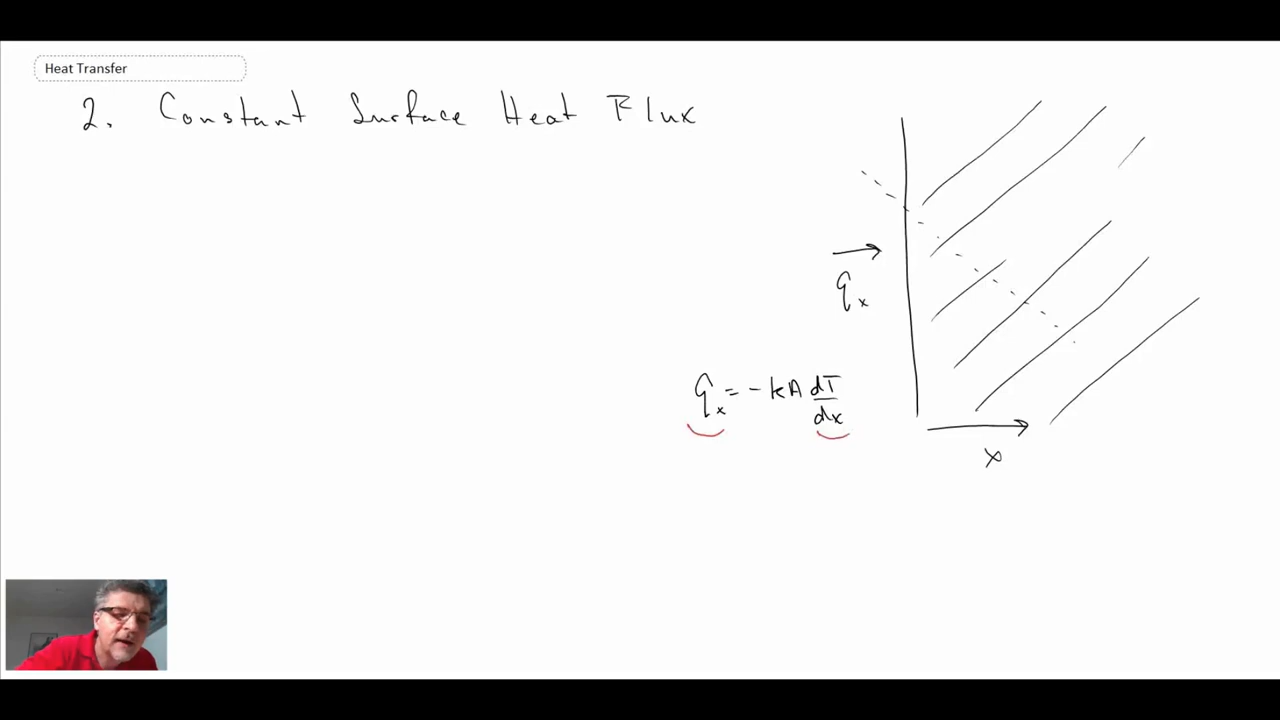 Heat Transfer
2. Constant Surface Heat Flux
qx
qx = -kA dT/dx
x